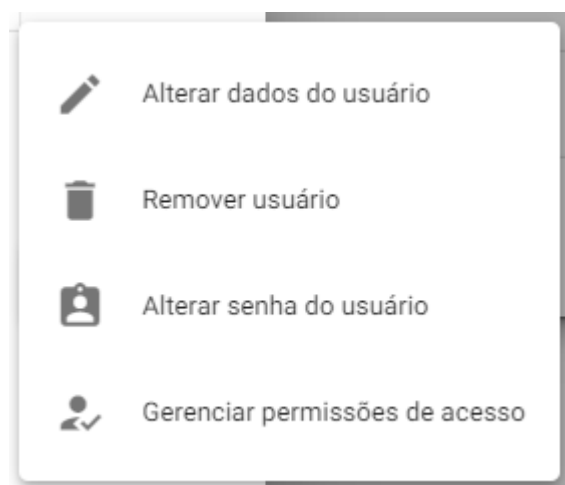 Alterar dados do usuário
Remover usuário
Alterar senha do usuário
Gerenciar permissões de acesso